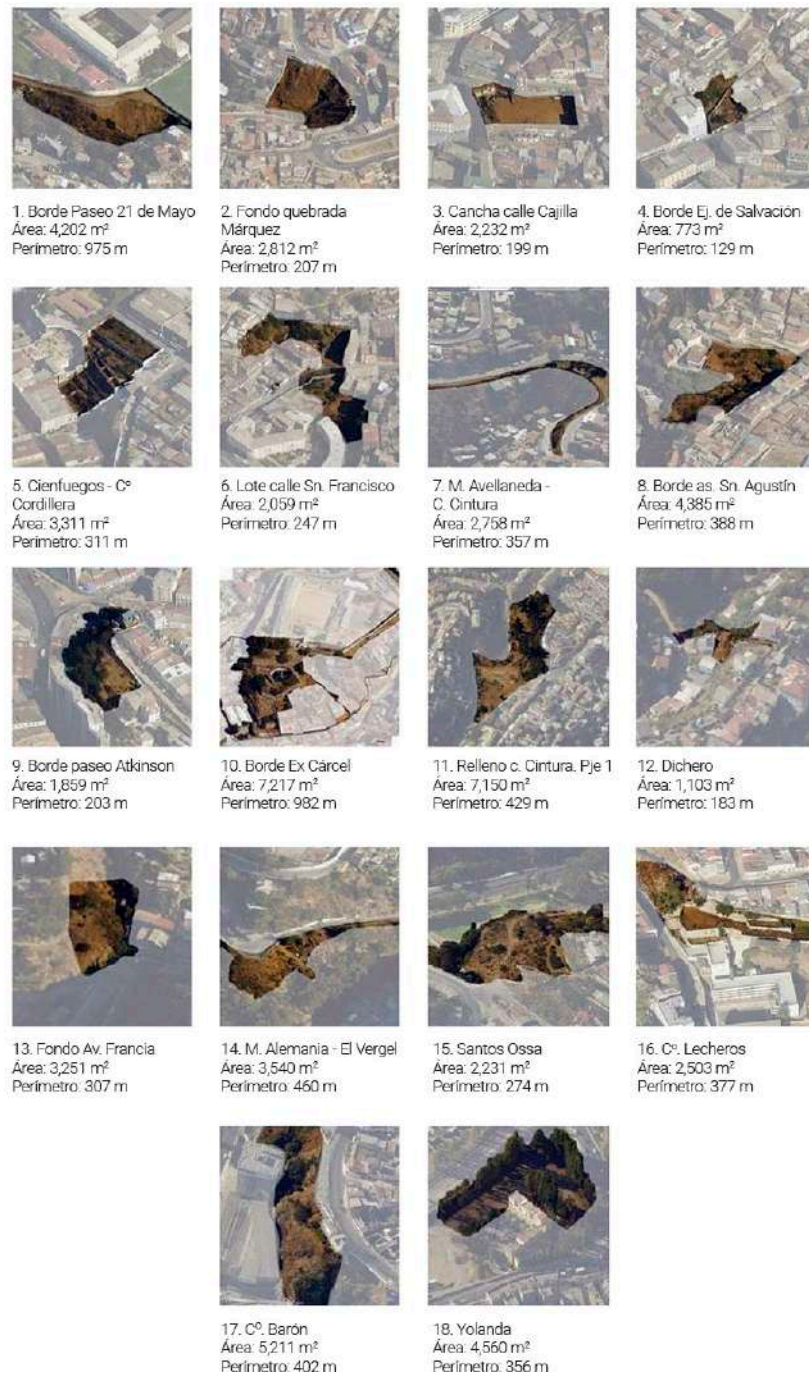 1. Borde Paseo 21 de Mayo
Área: 4,202 m²
Perímetro: 975 m
2. Fondo quebrada
Márquez
Área: 2,812 m²
Perímetro: 207 m
3. Cancha calle Cajilla
Área: 2,232 m²
Perímetro: 199 m
4. Borde Ej. de Salvación
Área: 773 m²
Perímetro: 129 m
5. Cienfuegos - Cº
Cordillera
Área: 3,311 m²
Perímetro: 311 m
6. Lote calle Sn. Francisco
Área: 2,059 m²
Perímetro: 247 m
7. M. Avellaneda -
C. Cintura
Área: 2,758 m²
Perímetro: 357 m
8. Borde as. Sn. Agustín
Área: 4,385 m²
Perímetro: 388 m
9. Borde paseo Atkinson
Área: 1,859 m²
Perímetro: 203 m
10. Borde Ex Cárcel
Área: 7,217 m²
Perímetro: 982 m
11. Relleno c. Cintura. Pje 1
Área: 7,150 m²
Perímetro: 429 m
12. Dichero
Área: 1,103 m²
Perímetro: 183 m
13. Fondo Av. Francia
Área: 3,251 m²
Perímetro: 307 m
14. M. Alemania - El Vergel
Área: 3,540 m²
Perímetro: 460 m
15. Santos Ossa
Área: 2,231 m²
Perímetro: 274 m
16. Cº. Lecheros
Área: 2,503 m²
Perímetro: 377 m
17. Cº. Barón
Área: 5,211 m²
Perímetro: 402 m
18. Yolanda
Área: 4,560 m²
Perímetro: 356 m